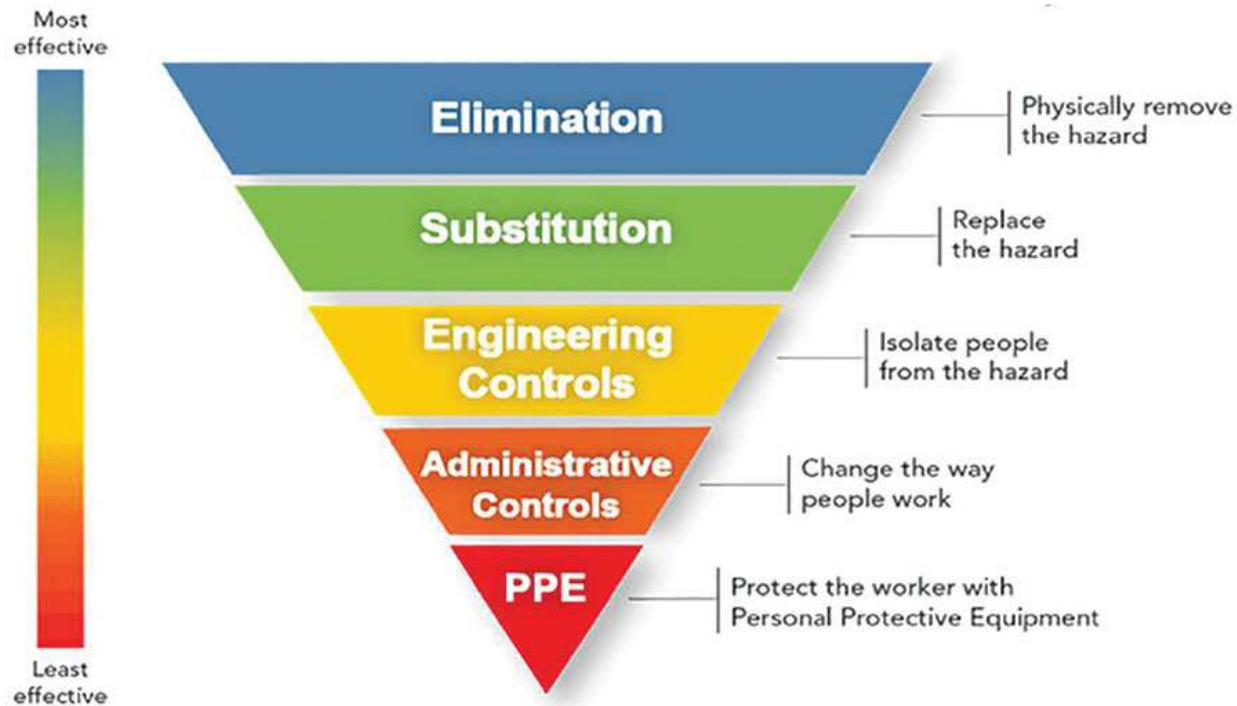 Most
effective
Elimination
Physically remove
the hazard
Substitution
Replace
the hazard
Engineering
Controls
Isolate people
from the hazard
Administrative
Controls
Change the way
people work
PPE
Protect the worker with
Personal Protective Equipment
Least
effective